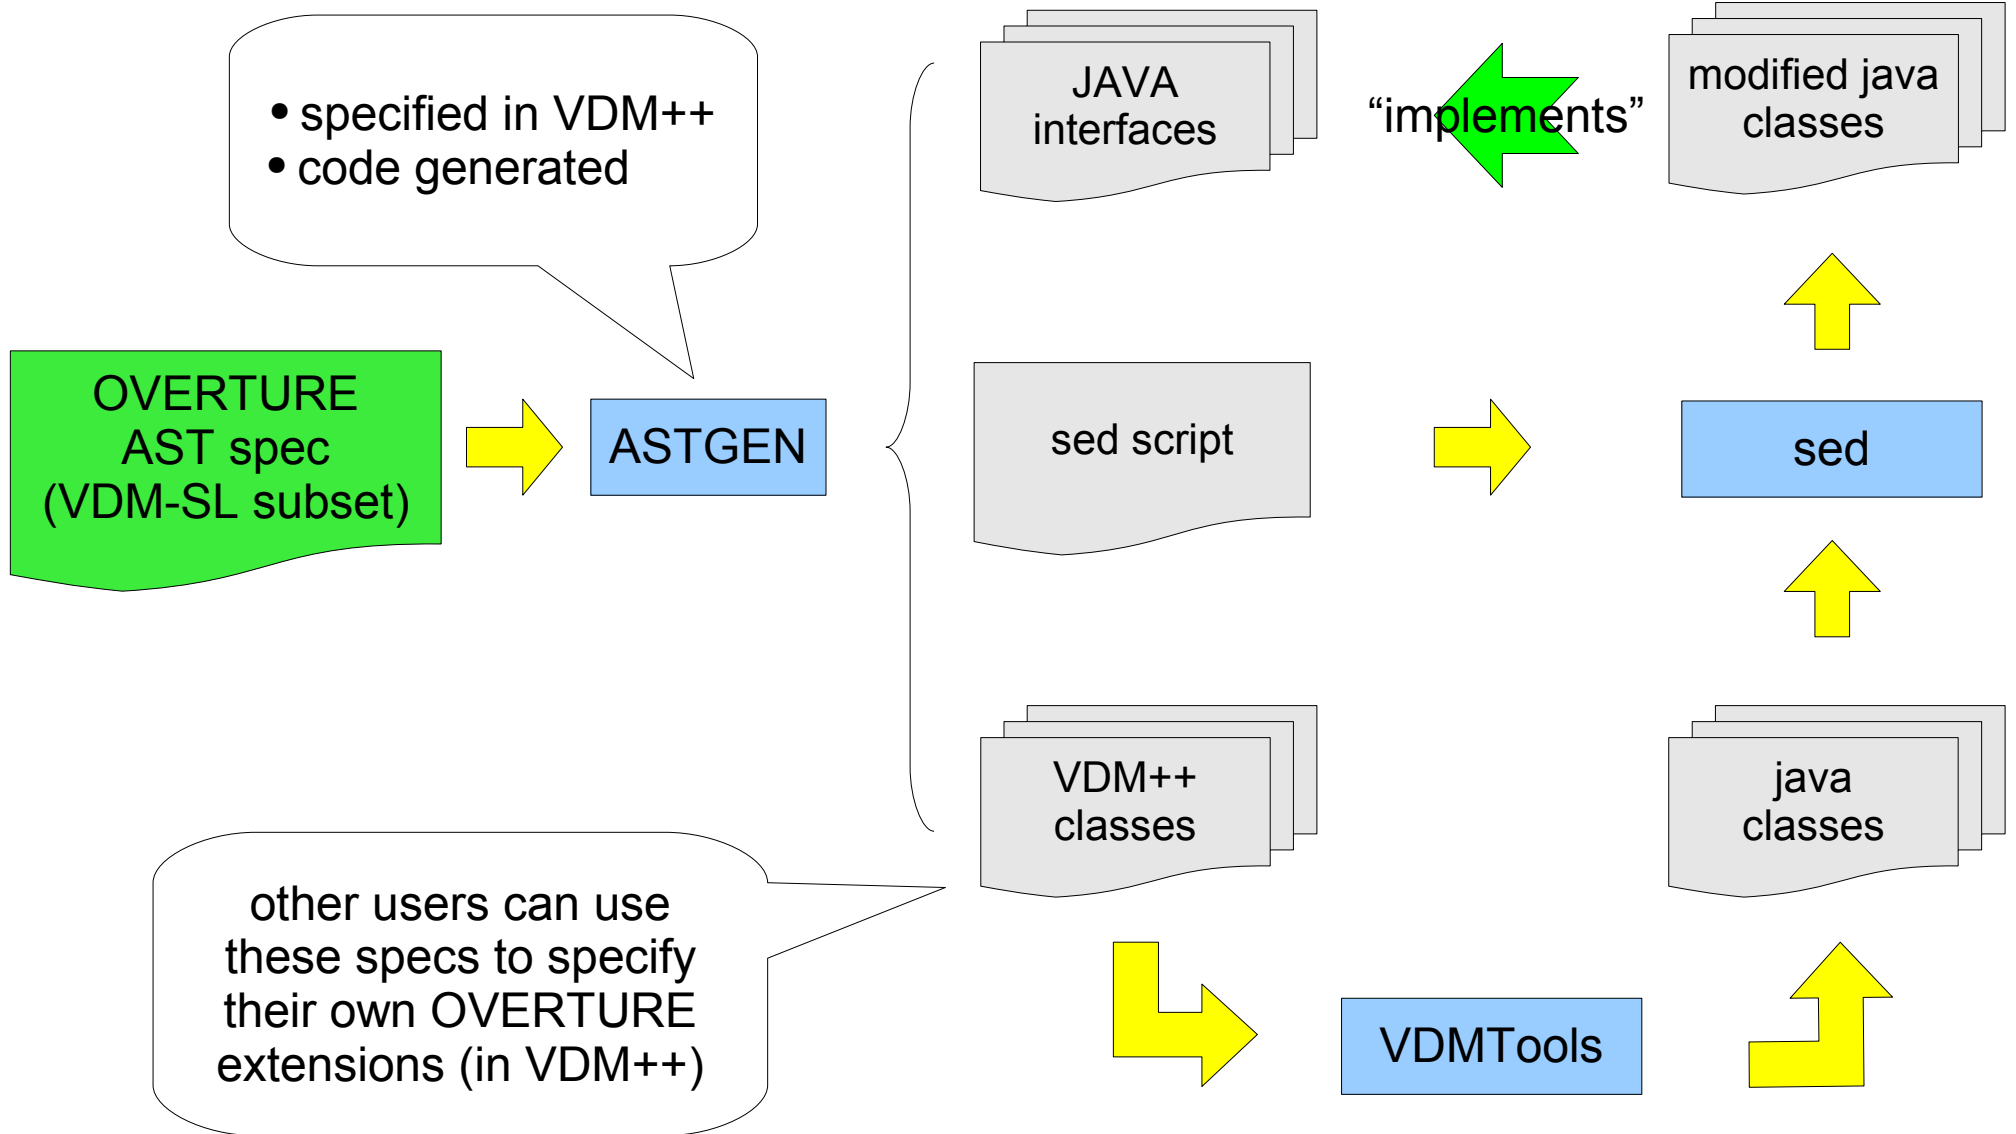 • specified in VDM++
• code generated
JAVA
interfaces
“implements”
modified java
classes
OVERTURE
AST spec
(VDM-SL subset)
ASTGEN
sed script
sed
VDM++
classes
java
classes
other users can use
these specs to specify
their own OVERTURE
extensions (in VDM++)
VDMTools